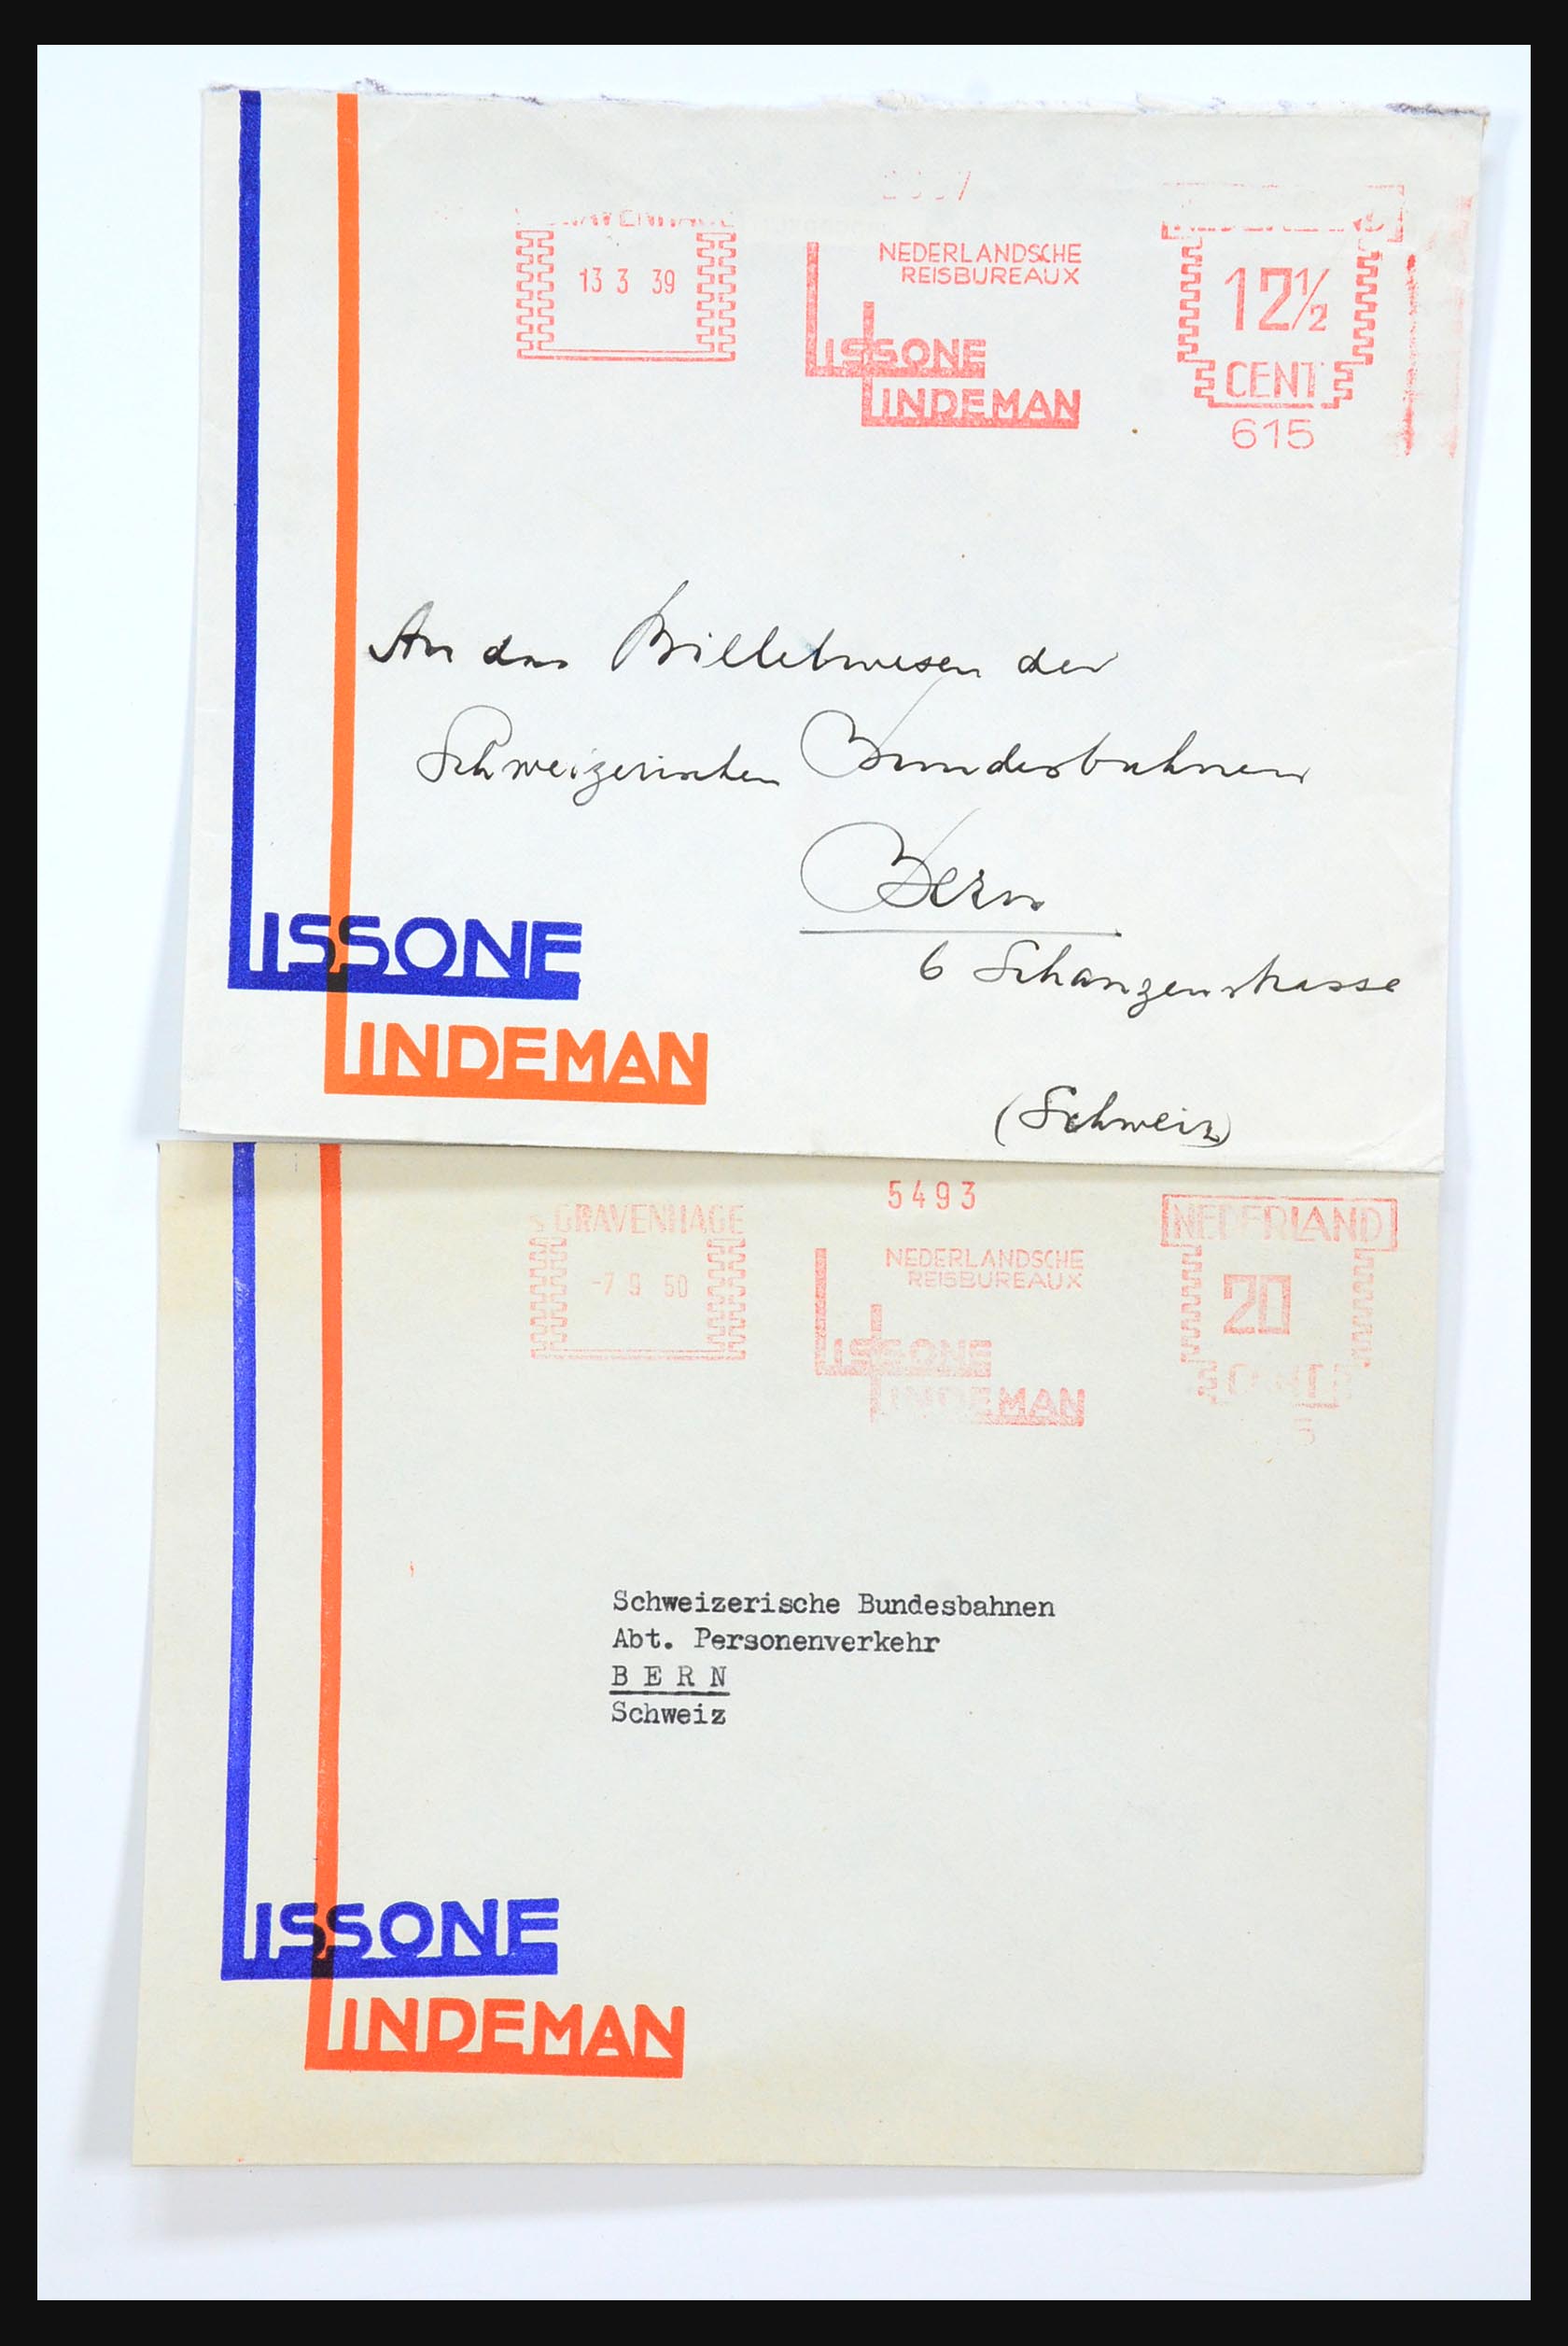 13 3 39
NEDERLANDSCHE
REISBUREAUX
LISSONE
LINDEMAN
12½
CENT
615
An das Billetwesen der
Schweizerischen Bundesbahnen
Bern
6 Schanzenstrasse
(Schweiz)
LISSONE
LINDEMAN
5493
S GRAVENHAGE
-7 9 50
NEDERLANDSCHE
REISBUREAUX
LISSONE
LINDEMAN
NEDERLAND
20
CENT
Schweizerische Bundesbahnen
Abt. Personenverkehr
B E R N
Schweiz
LISSONE
LINDEMAN